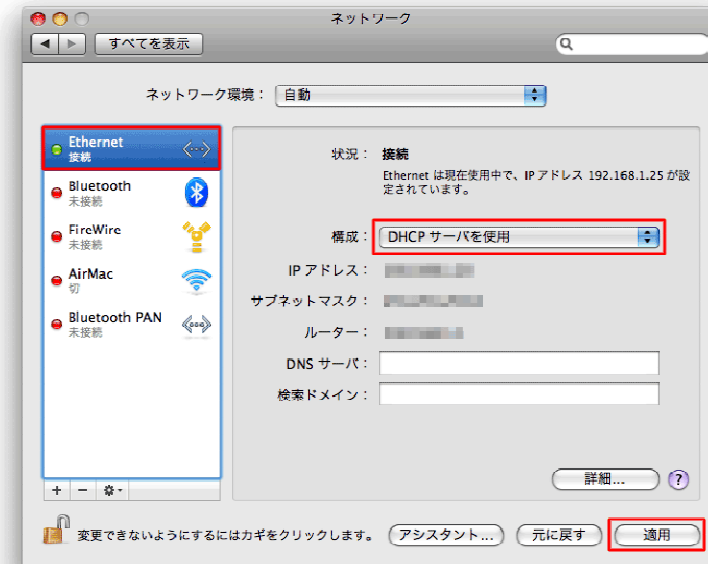 ネットワーク
すべてを表示
ネットワーク環境： 自動
Ethernet
接続
Bluetooth
未接続
FireWire
未接続
AirMac
切
Bluetooth PAN
未接続
状況： 接続
Ethernet は現在使用中で、IP アドレス 192.168.1.25 が設
定されています。
構成： DHCP サーバを使用
IP アドレス：
サブネットマスク：
ルーター：
DNS サーバ：
検索ドメイン：
詳細... ?
変更できないようにするにはカギをクリックします。 アシスタント... 元に戻す 適用